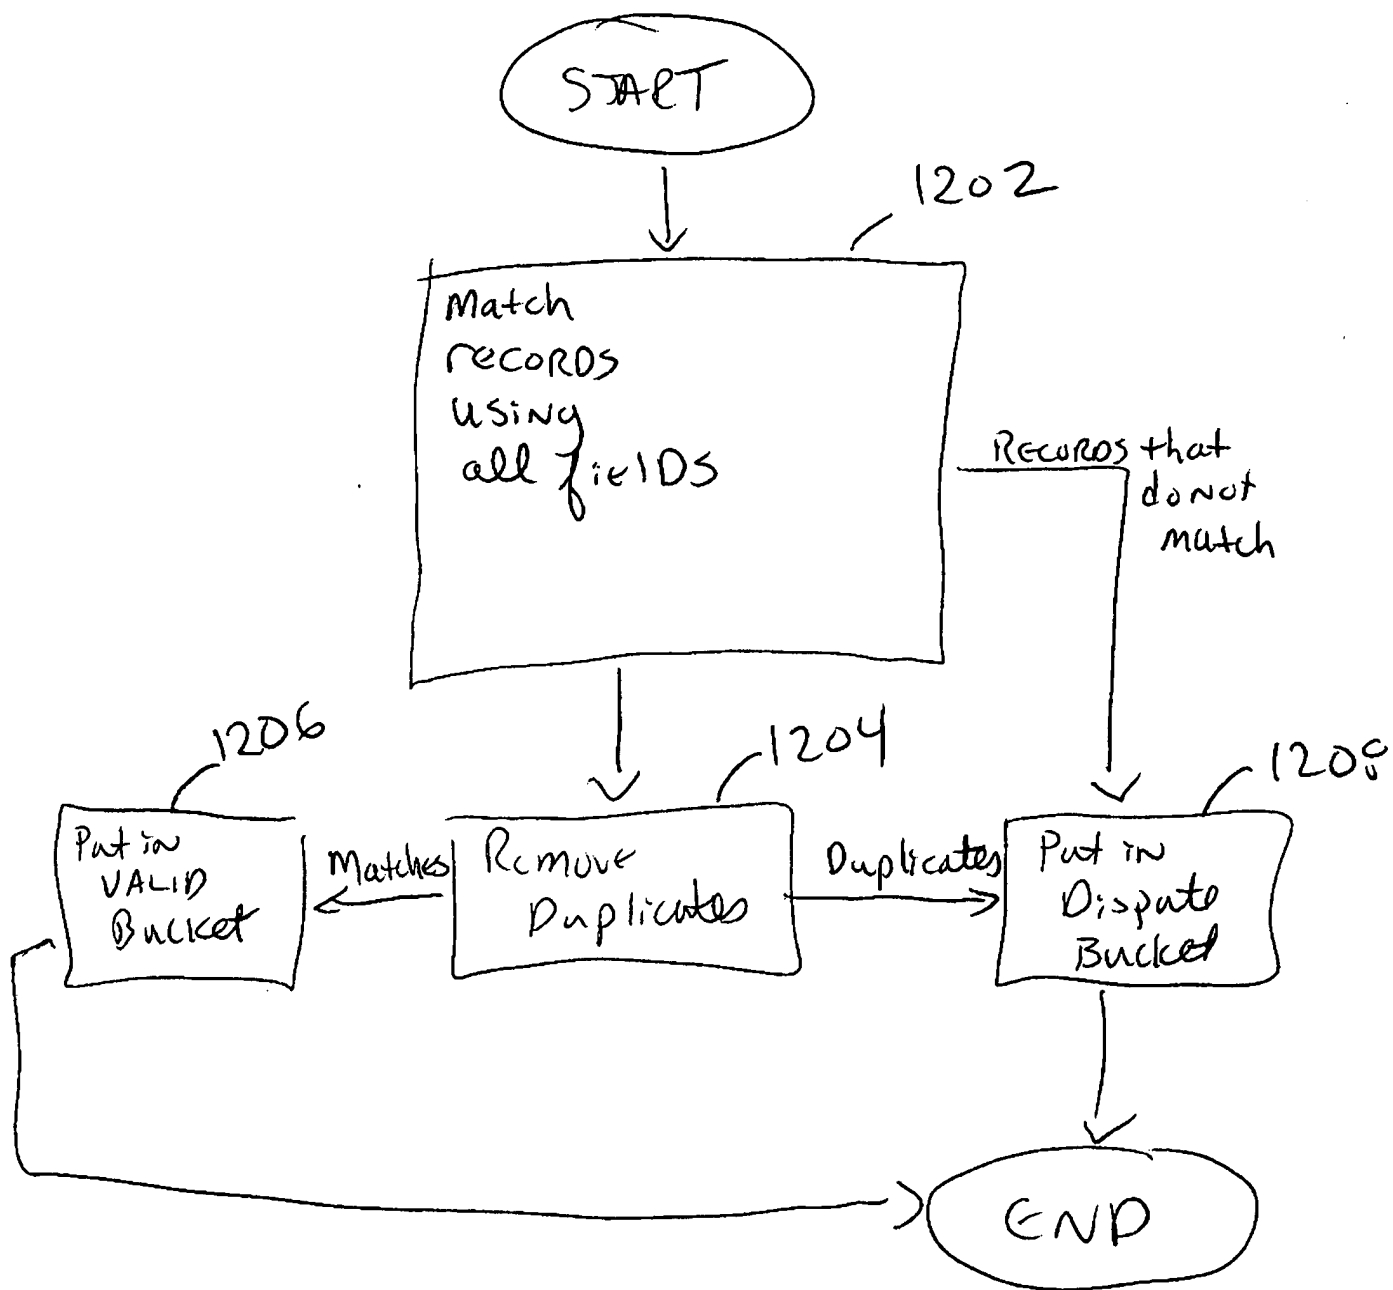 START
1202
Match
records
using
all fields
Records that
do not
match
1206
1204
1208
Put in
VALID
Bucket
Matches
Remove
Duplicates
Duplicates
Put in
Dispute
Bucket
END